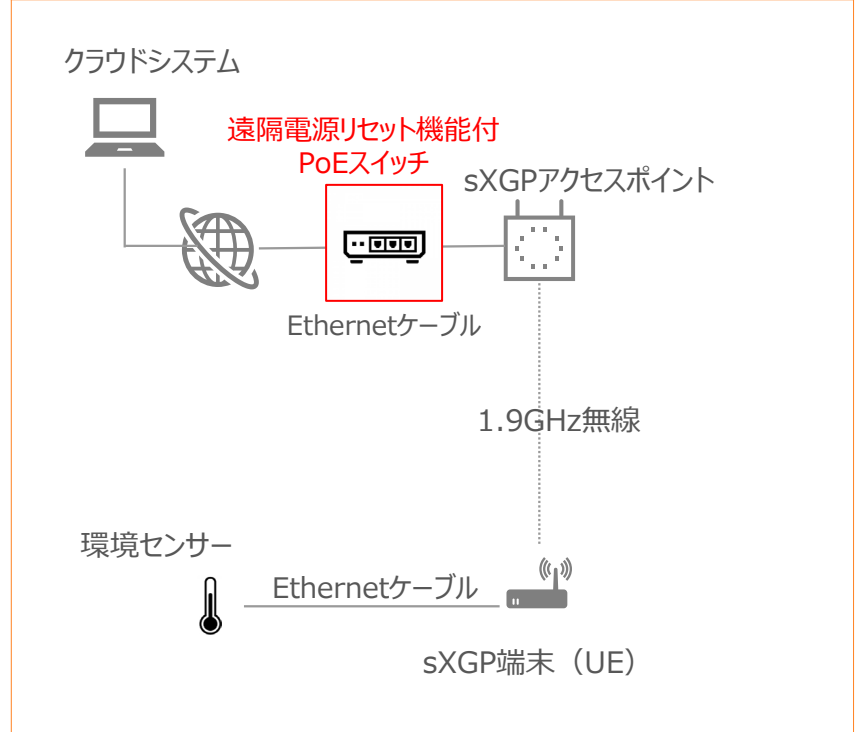 クラウドシステム
遠隔電源リセット機能付
PoEスイッチ
sXGPアクセスポイント
Ethernetケーブル
1.9GHz無線
環境センサー
Ethernetケーブル
sXGP端末（UE）